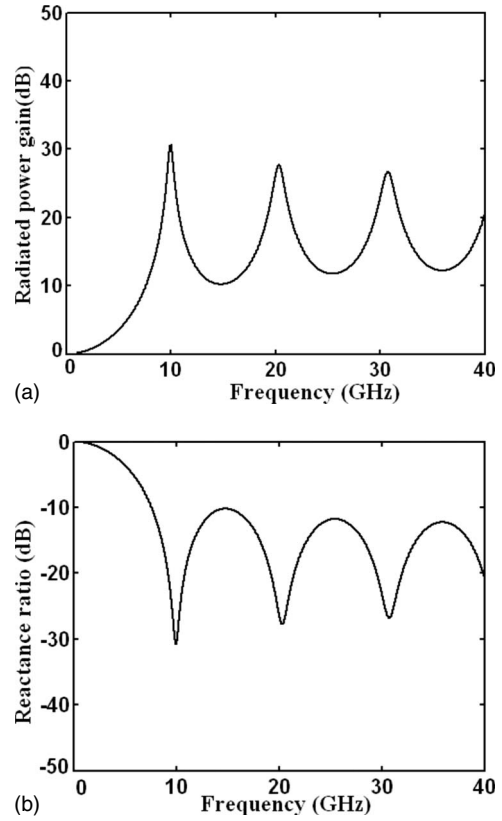 50
40
30
20
10
0
Radiated power gain(dB)
0 10 20 30 40
Frequency (GHz)
(a)
0
-10
-20
-30
-40
-50
Reactance ratio (dB)
0 10 20 30 40
Frequency (GHz)
(b)